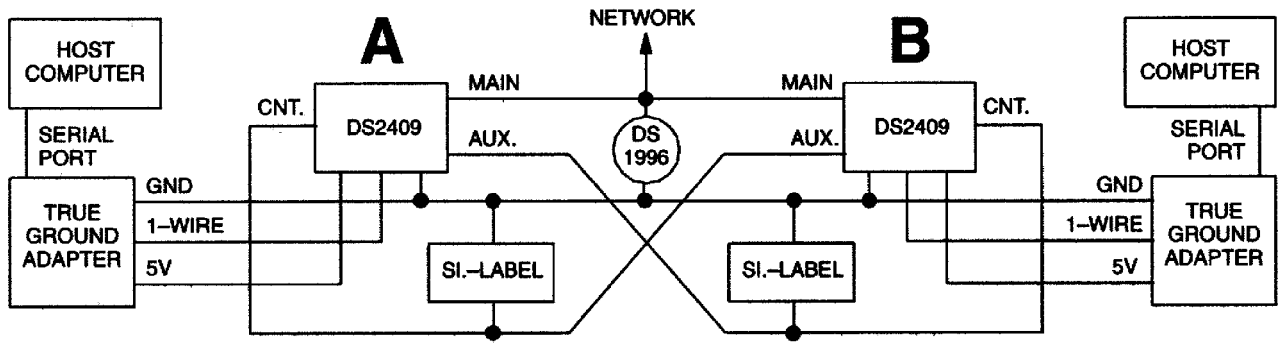 NETWORK
A
B
HOST
COMPUTER
HOST
COMPUTER
MAIN
MAIN
CNT.
CNT.
DS2409
DS2409
SERIAL
PORT
SERIAL
PORT
AUX.
DS
1996
AUX.
GND
GND
TRUE
GROUND
ADAPTER
1–WIRE
1–WIRE
TRUE
GROUND
ADAPTER
5V
5V
SI.–LABEL
SI.–LABEL